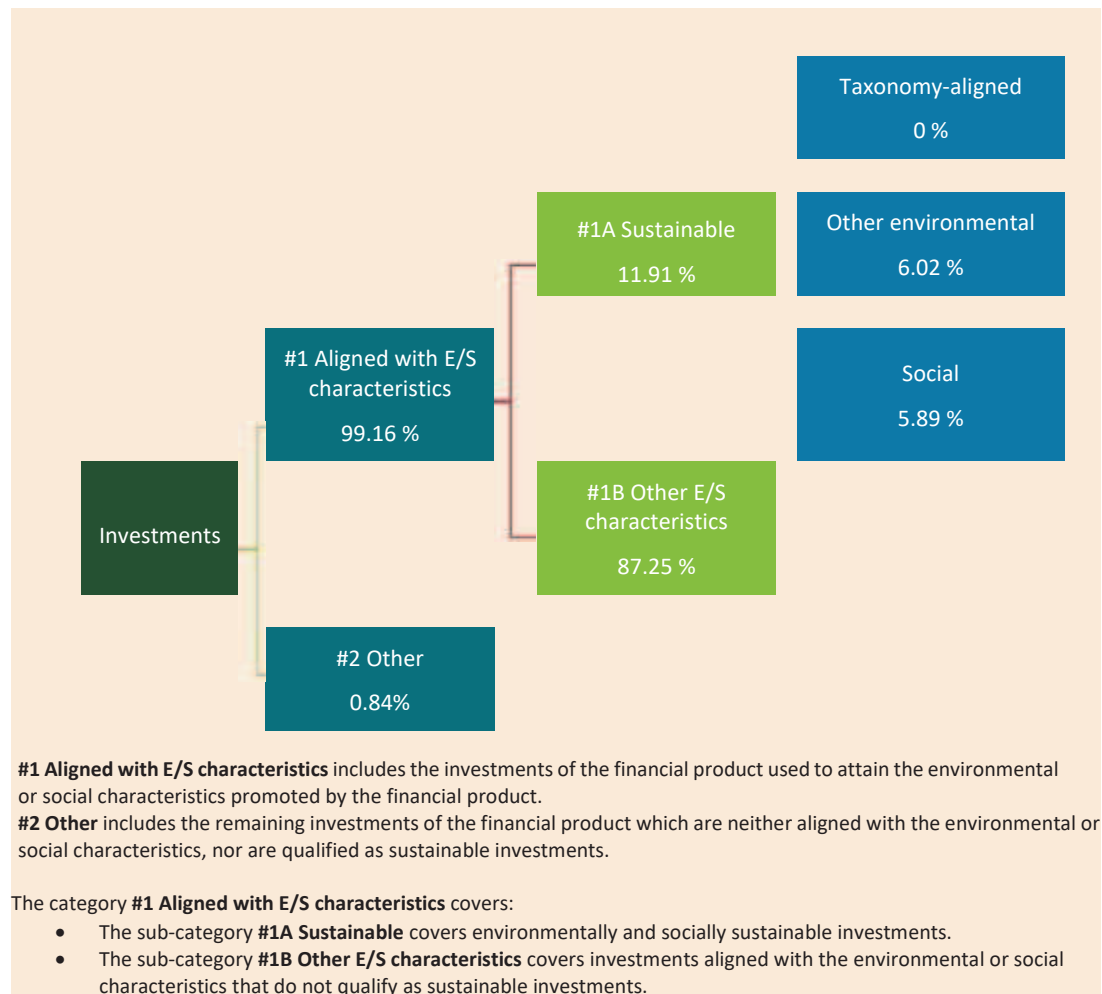 Taxonomy-aligned
0 %
#1A Sustainable
11.91 %
Other environmental
6.02 %
#1 Aligned with E/S
characteristics
99.16 %
Social
5.89 %
Investments
#1B Other E/S
characteristics
87.25 %
#2 Other
0.84%
#1 Aligned with E/S characteristics includes the investments of the financial product used to attain the environmental
or social characteristics promoted by the financial product.
#2 Other includes the remaining investments of the financial product which are neither aligned with the environmental or
social characteristics, nor are qualified as sustainable investments.
The category #1 Aligned with E/S characteristics covers:
• The sub-category #1A Sustainable covers environmentally and socially sustainable investments.
• The sub-category #1B Other E/S characteristics covers investments aligned with the environmental or social
characteristics that do not qualify as sustainable investments.